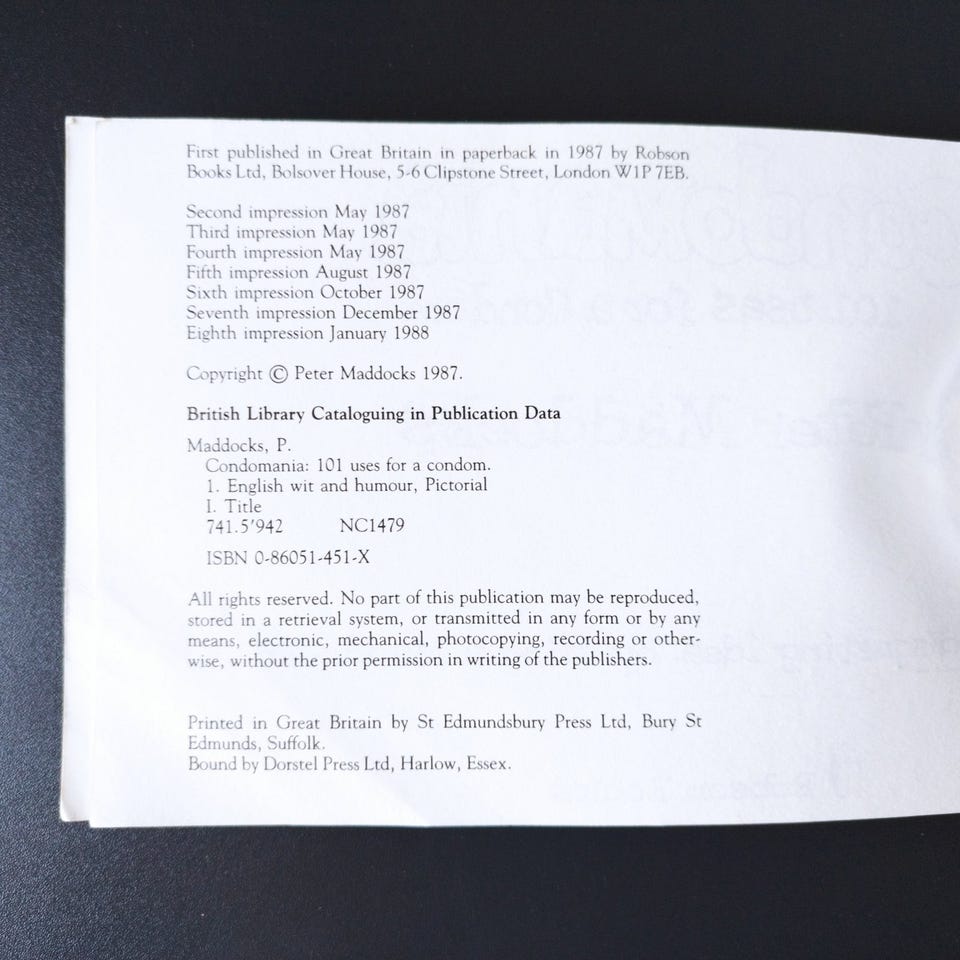 First published in Great Britain in paperback in 1987 by Robson
Books Ltd, Bolsover House, 5-6 Clipstone Street, London W1P 7EB.
Second impression May 1987
Third impression May 1987
Fourth impression May 1987
Fifth impression August 1987
Sixth impression October 1987
Seventh impression December 1987
Eighth impression January 1988
Copyright © Peter Maddocks 1987.
British Library Cataloguing in Publication Data
Maddocks, P.
Condomania: 101 uses for a condom.
1. English wit and humour, Pictorial
I. Title
741.5'942 NC1479
ISBN 0-86051-451-X
All rights reserved. No part of this publication may be reproduced,
stored in a retrieval system, or transmitted in any form or by any
means, electronic, mechanical, photocopying, recording or other-
wise, without the prior permission in writing of the publishers.
Printed in Great Britain by St Edmundsbury Press Ltd, Bury St
Edmunds, Suffolk.
Bound by Dorstel Press Ltd, Harlow, Essex.